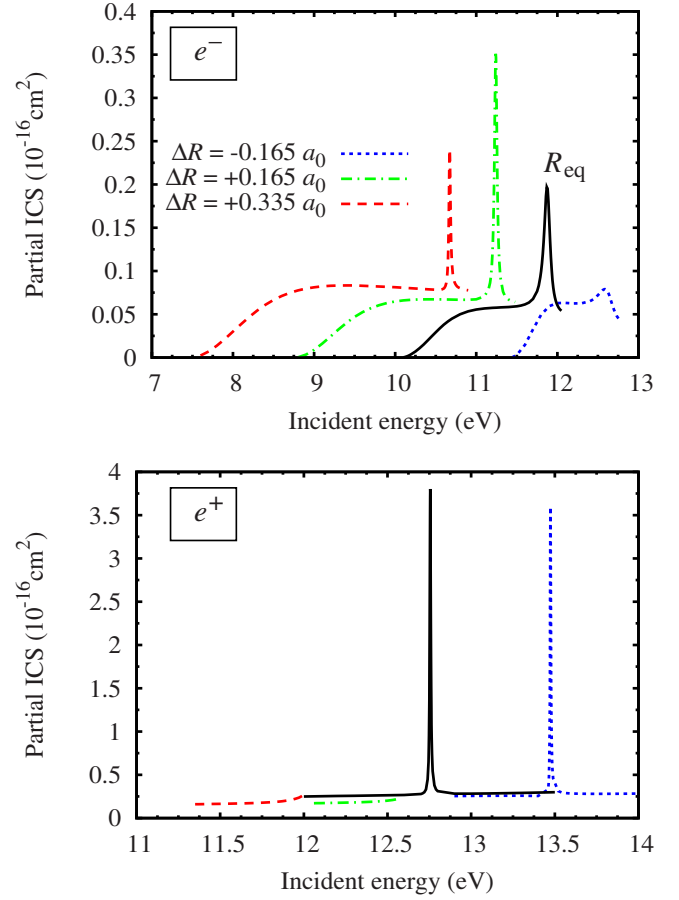 e−
Partial ICS (10-16cm2)
0.4
0.35
0.3
0.25
0.2
0.15
0.1
0.05
0
ΔR = -0.165 a0
ΔR = +0.165 a0
ΔR = +0.335 a0
Req
7 8 9 10 11 12 13
Incident energy (eV)
e+
Partial ICS (10-16cm2)
4
3.5
3
2.5
2
1.5
1
0.5
0
11 11.5 12 12.5 13 13.5 14
Incident energy (eV)